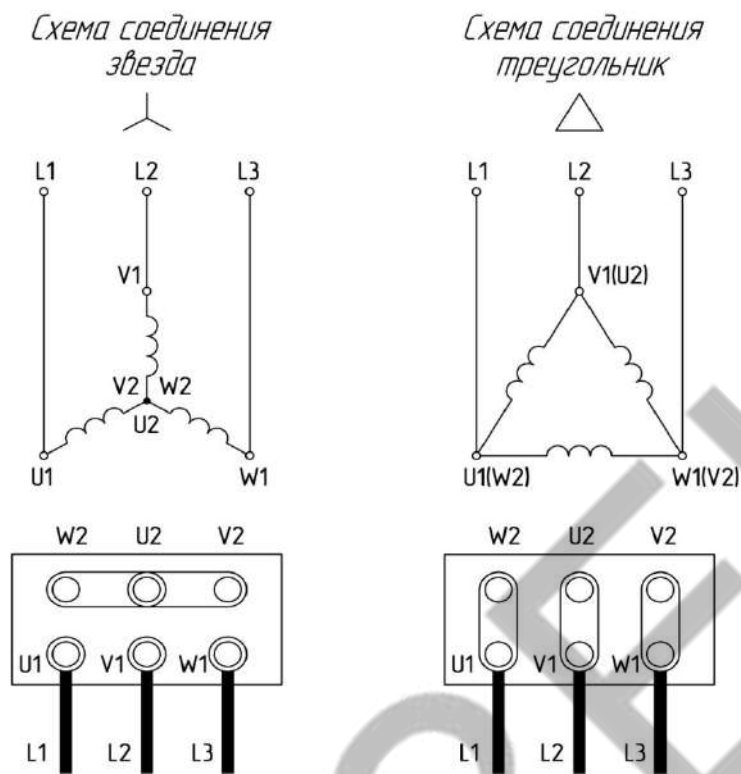 Схема соединения
звезда
L1 L2 L3
V1
V2 W2
U2
U1 W1
W2 U2 V2
U1 V1 W1
L1 L2 L3
Схема соединения
треугольник
L1 L2 L3
V1(U2)
U1(W2) W1(V2)
W2 U2 V2
U1 V1 W1
L1 L2 L3